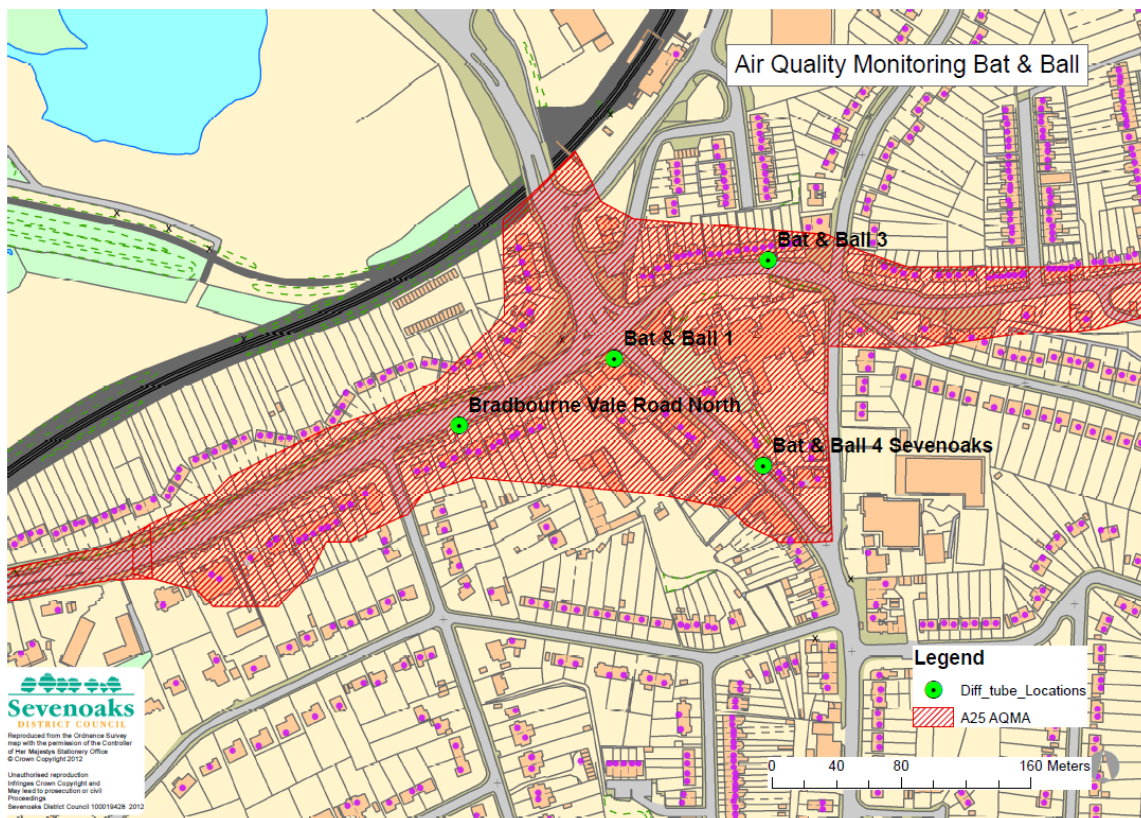 Air Quality Monitoring Bat & Ball
Bat & Ball 3
Bat & Ball 1
Bradbourne Vale Road North
Bat & Ball 4 Sevenoaks
Legend
Diff_tube_Locations
A25 AQMA
0 40 80 160 Meters
Sevenoaks
DISTRICT COUNCIL
Reproduced from the Ordnance Survey
map with the permission of the Controller
of Her Majestys Stationery Office
© Crown Copyright 2012
Unauthorised reproduction
Infringes Crown Copyright and
May lead to prosecution or civil
Proceedings
Sevenoaks District Council 100019428 2012